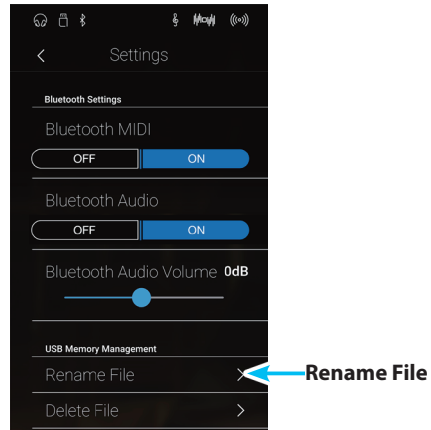 Settings
Bluetooth Settings
Bluetooth MIDI
OFF ON
Bluetooth Audio
OFF ON
Bluetooth Audio Volume 0dB
USB Memory Management
Rename File
Rename File
Delete File